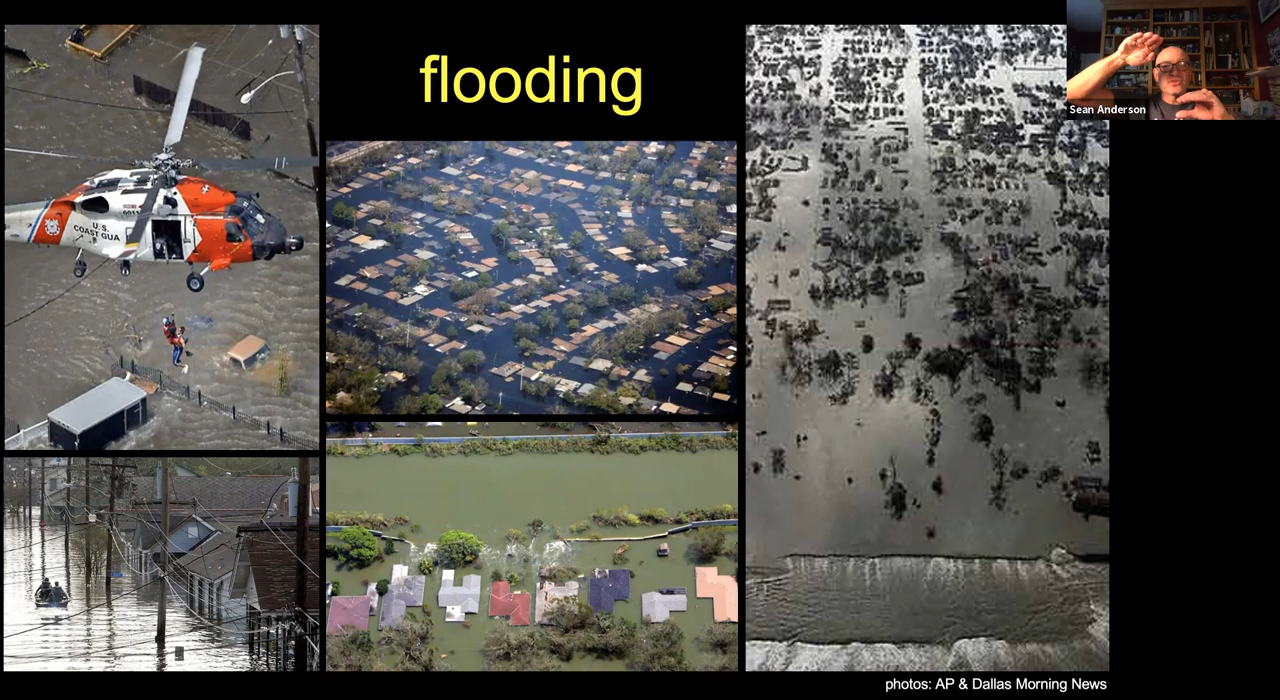 flooding
Sean Anderson
U.S.
COAST GUA
photos: AP & Dallas Morning News